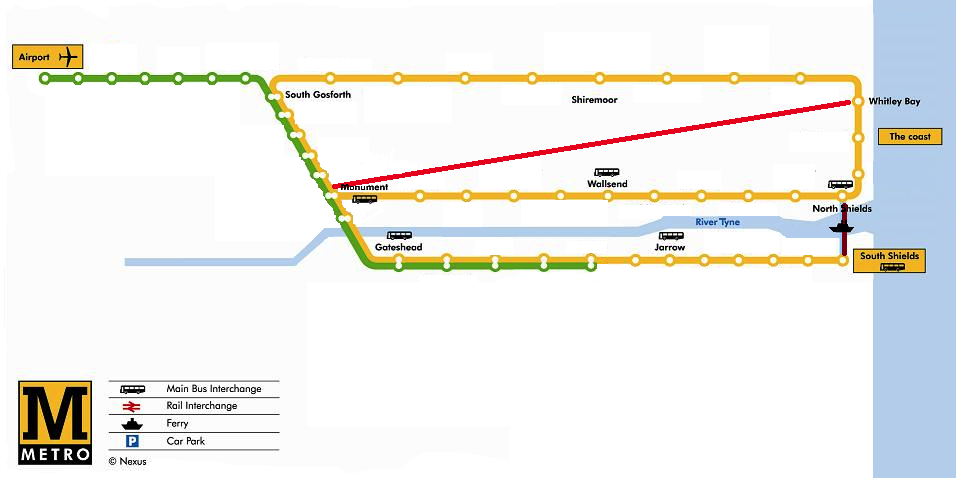 Airport
South Gosforth
Shiremoor
Whitley Bay
The coast
Monument
Wallsend
North Shields
River Tyne
Gateshead
Jarrow
South Shields
M
METRO
Main Bus Interchange
Rail Interchange
Ferry
P
Car Park
© Nexus